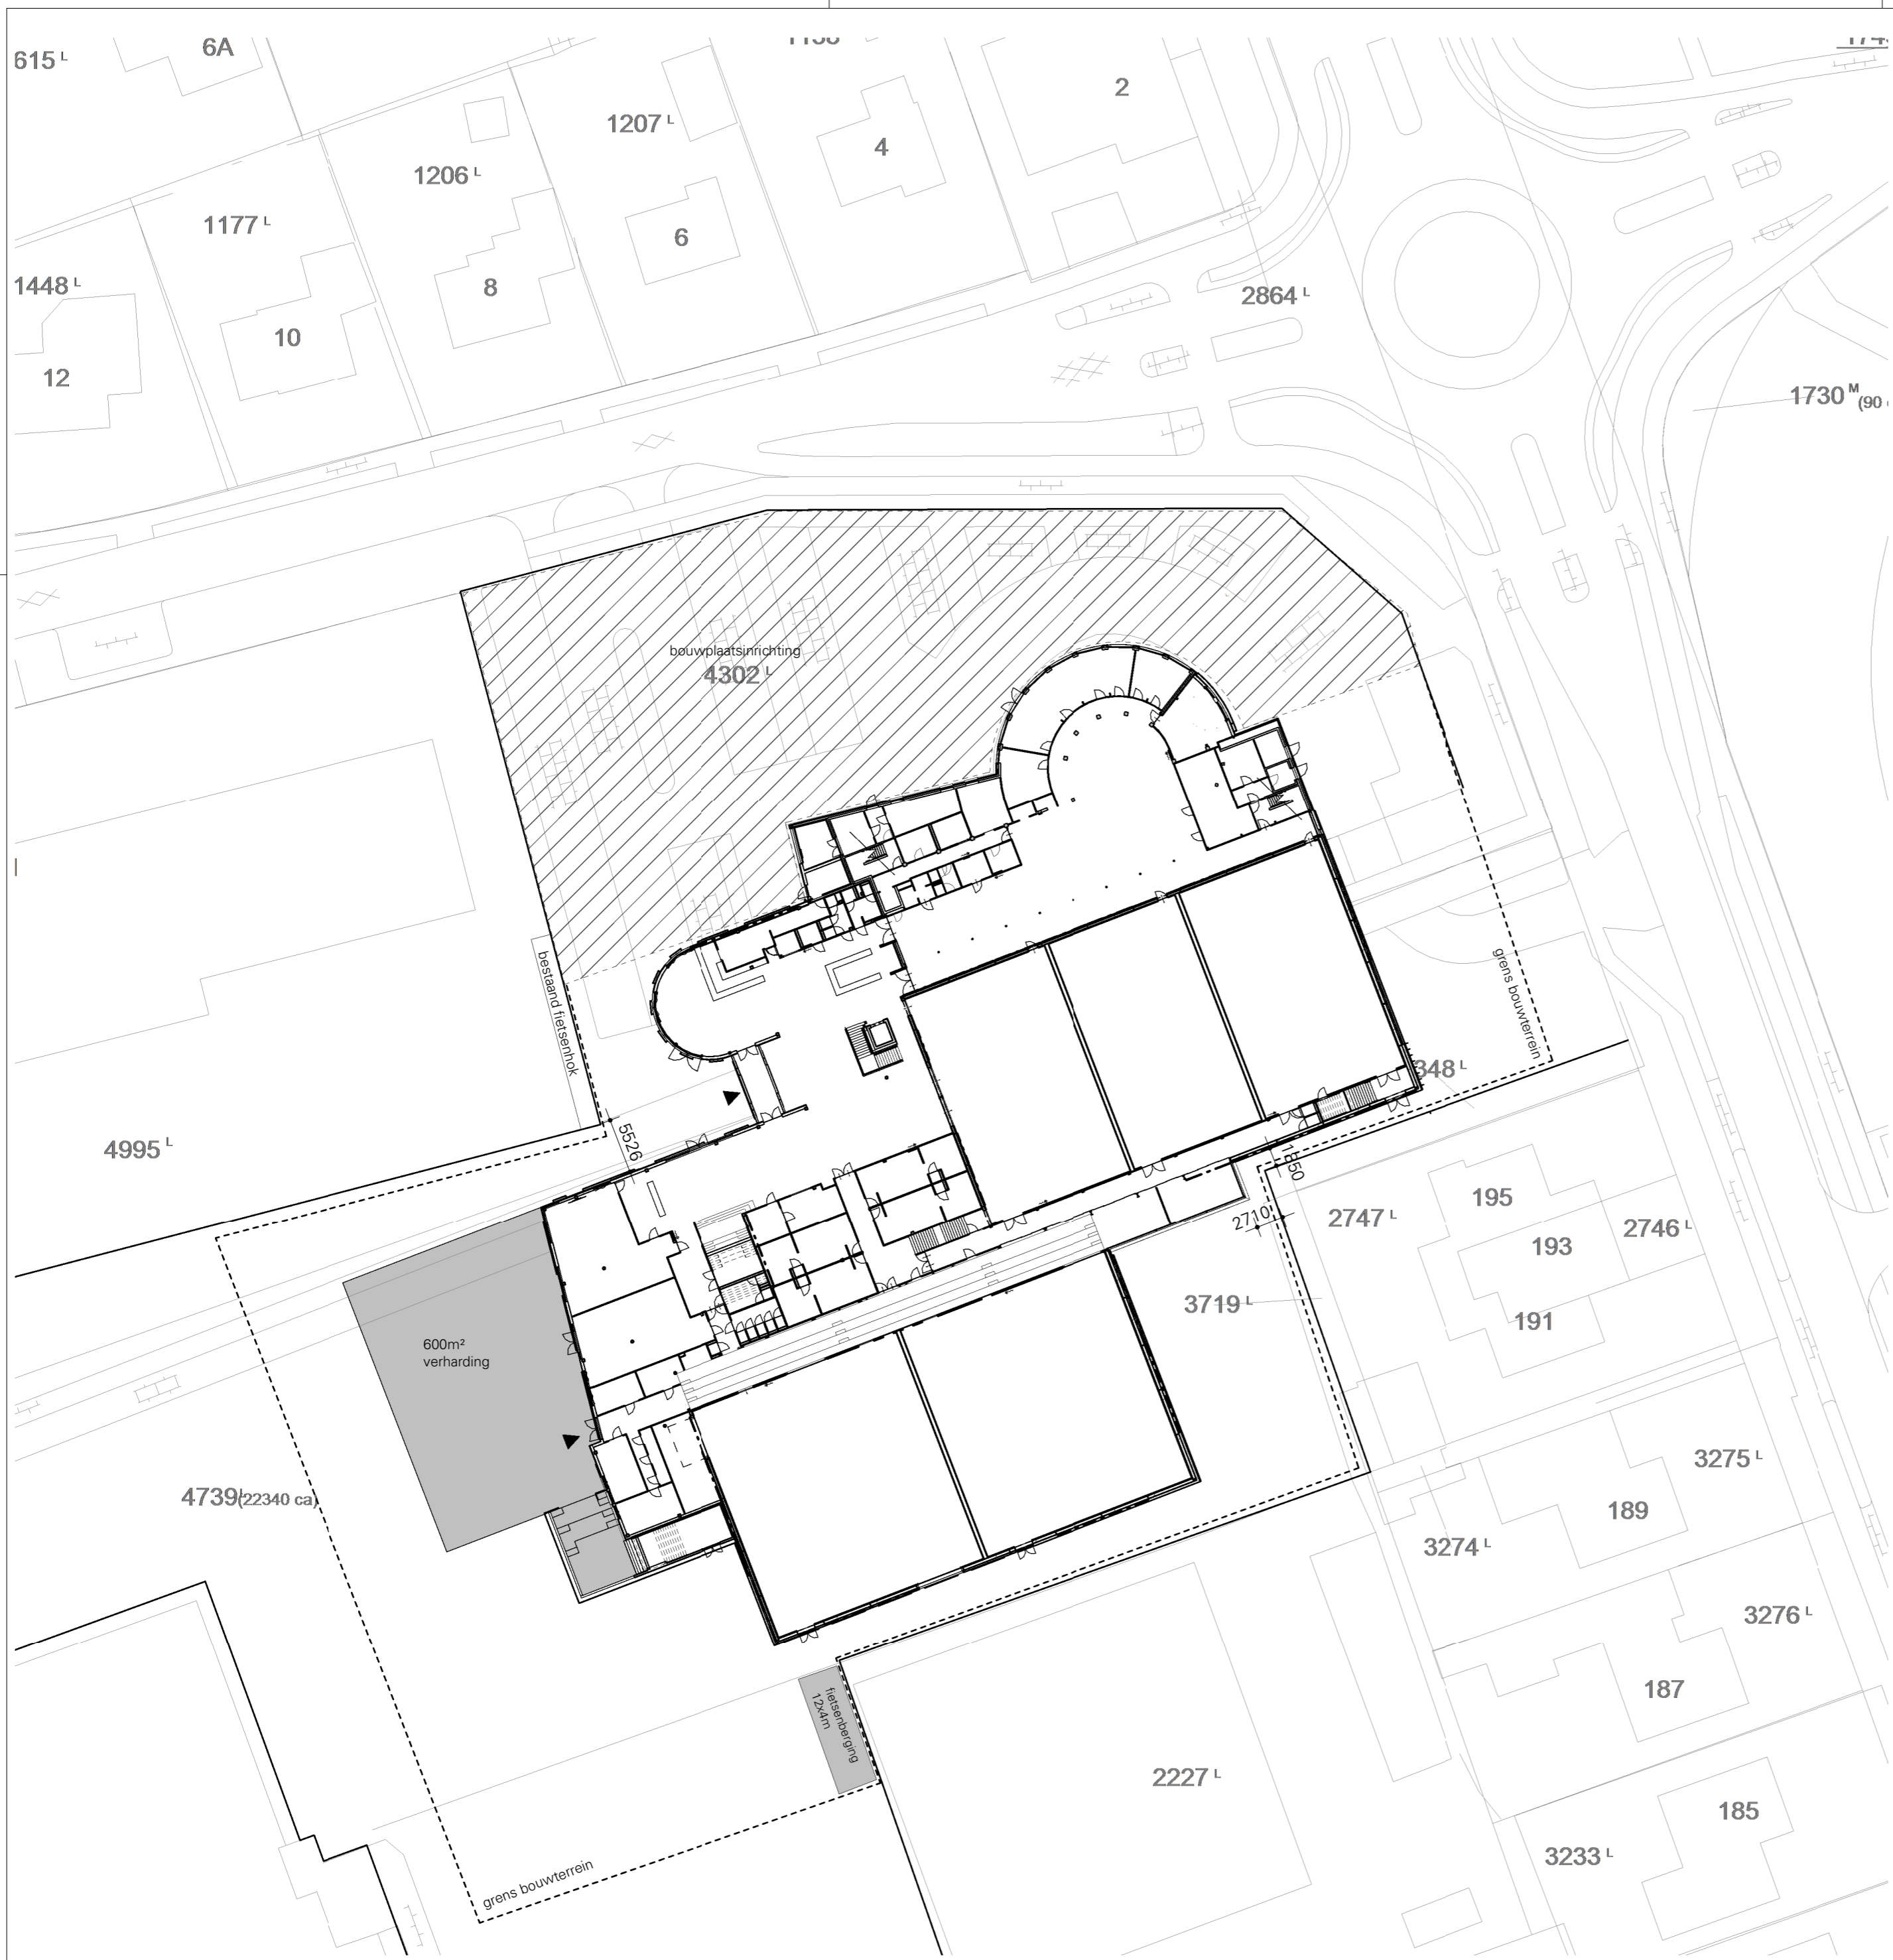 615 L
6A
2
1207 L
4
1206 L
1177 L
6
8
1448 L
2864 L
10
12
1730 M (90
bouwplaatsinrichting
4302 L
bestaand fietsenhok
grens bouwterrein
348 L
4995 L
5526
1850
195
2710
2747 L
2746 L
193
3719 L
191
600m²
verharding
3275 L
4739 L (22340 ca)
189
3274 L
3276 L
187
fietsenberging
12x4m
2227 L
185
3233 L
grens bouwterrein